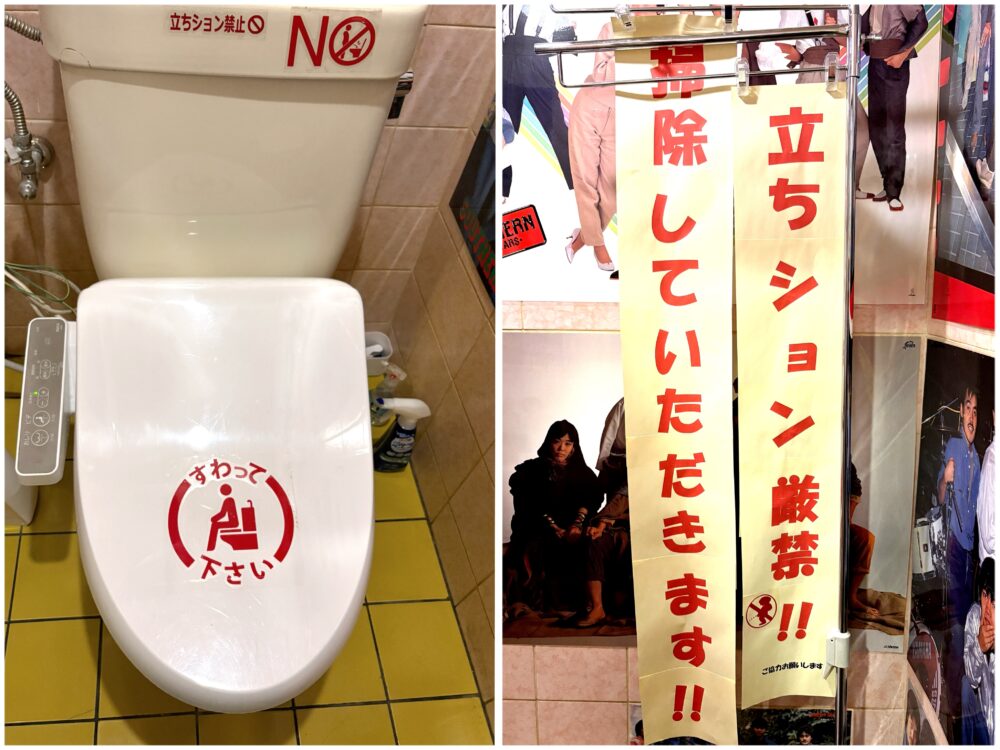 立ちション禁止
NO
すわって
下さい
立ちション厳禁!!
ご協力お願いします
掃除していただきます!!